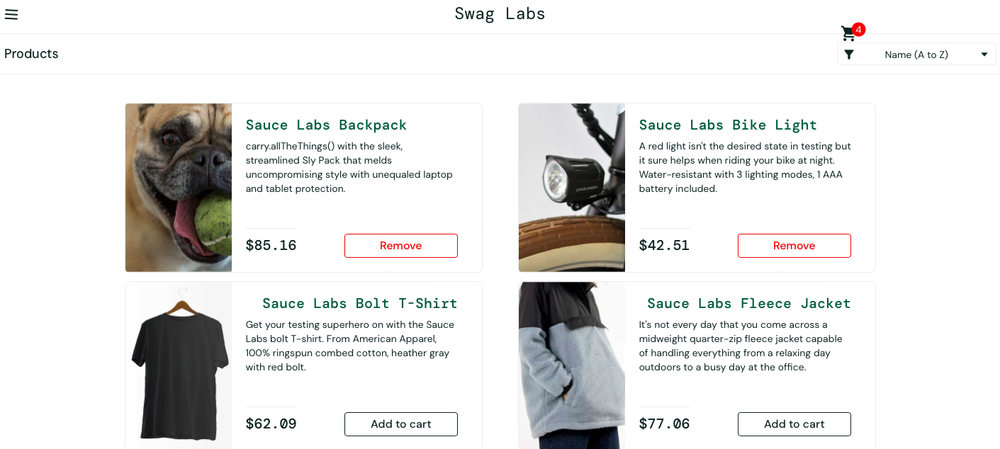 Swag Labs
4
Products
Name (A to Z)
Sauce Labs Backpack
carry.allTheThings() with the sleek,
streamlined Sly Pack that melds
uncompromising style with unequaled laptop
and tablet protection.
$85.16
Remove
Sauce Labs Bike Light
A red light isn't the desired state in testing but
it sure helps when riding your bike at night.
Water-resistant with 3 lighting modes, 1 AAA
battery included.
$42.51
Remove
Sauce Labs Bolt T-Shirt
Get your testing superhero on with the Sauce
Labs bolt T-shirt. From American Apparel,
100% ringspun combed cotton, heather gray
with red bolt.
$62.09
Add to cart
Sauce Labs Fleece Jacket
It's not every day that you come across a
midweight quarter-zip fleece jacket capable
of handling everything from a relaxing day
outdoors to a busy day at the office.
$77.06
Add to cart